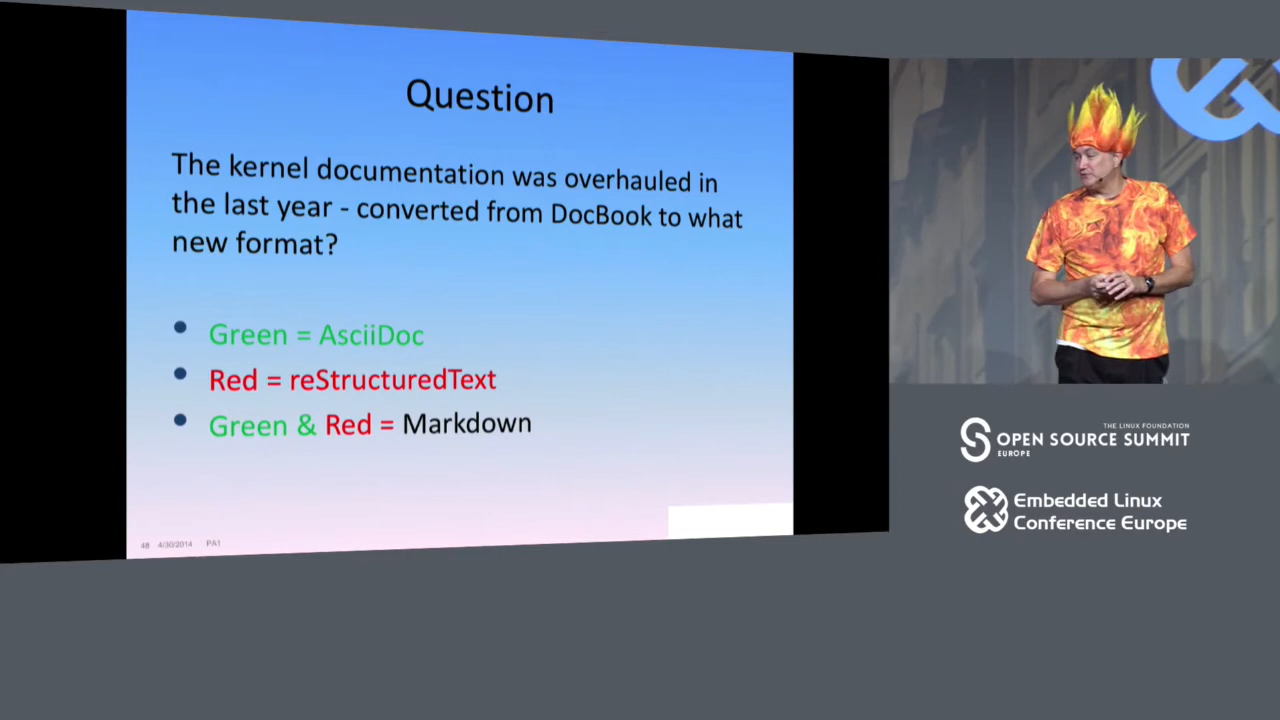 Question
The kernel documentation was overhauled in
the last year - converted from DocBook to what
new format?
Green = AsciiDoc
Red = reStructuredText
Green & Red = Markdown
48 4/30/2014 PA1
THE LINUX FOUNDATION
OPEN SOURCE SUMMIT
EUROPE
Embedded Linux
Conference Europe